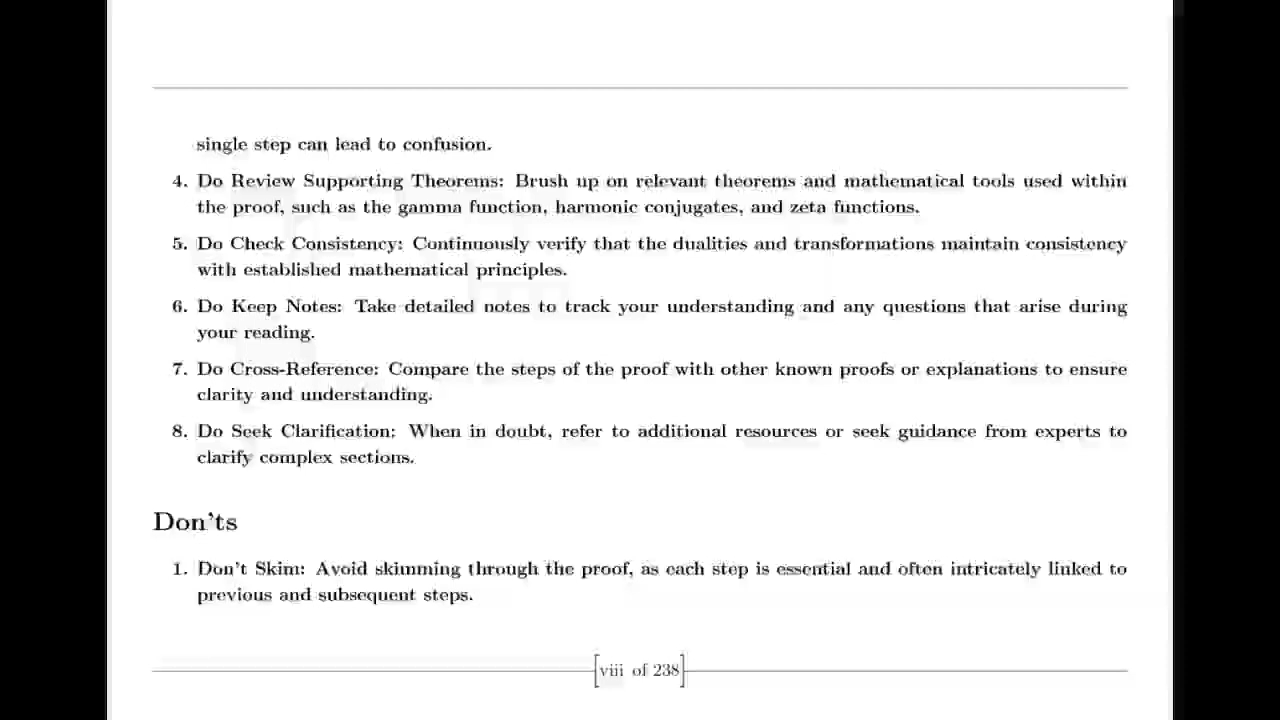 single step can lead to confusion.
4. Do Review Supporting Theorems: Brush up on relevant theorems and mathematical tools used within
the proof, such as the gamma function, harmonic conjugates, and zeta functions.
5. Do Check Consistency: Continuously verify that the dualities and transformations maintain consistency
with established mathematical principles.
6. Do Keep Notes: Take detailed notes to track your understanding and any questions that arise during
your reading.
7. Do Cross-Reference: Compare the steps of the proof with other known proofs or explanations to ensure
clarity and understanding.
8. Do Seek Clarification: When in doubt, refer to additional resources or seek guidance from experts to
clarify complex sections.
Don'ts
1. Don't Skim: Avoid skimming through the proof, as each step is essential and often intricately linked to
previous and subsequent steps.
[viii of 238]